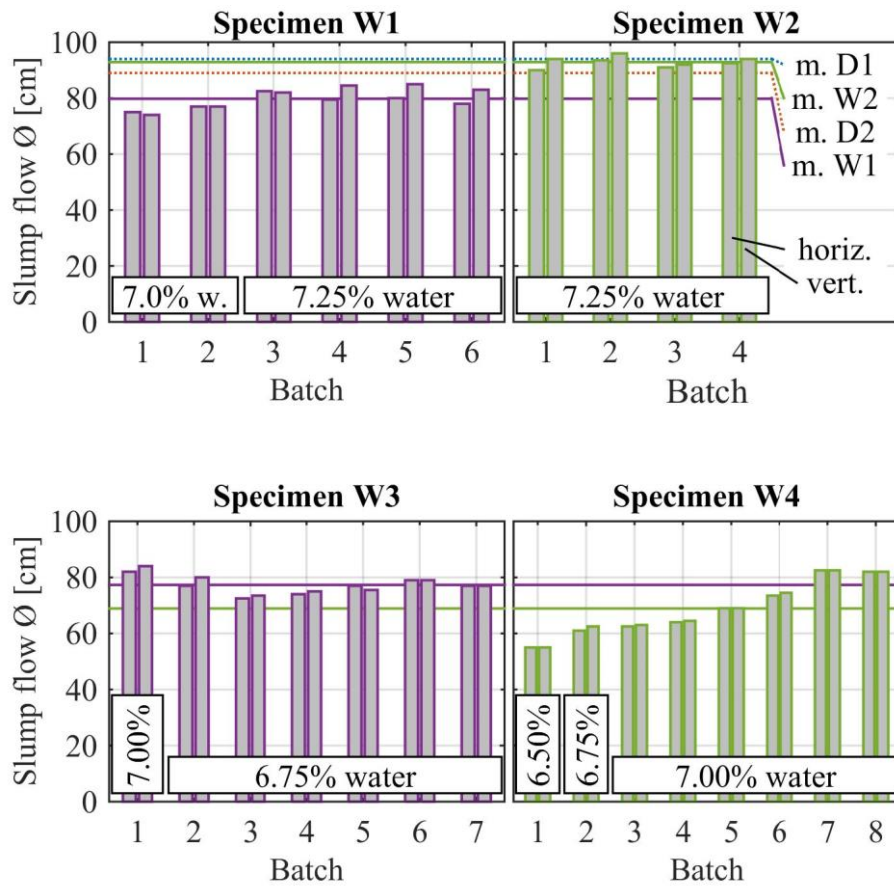 Specimen W1
Specimen W2
Slump flow Ø [cm]
100
80
60
40
20
0
m. D1
m. W2
m. D2
m. W1
horiz.
vert.
7.0% w.
7.25% water
7.25% water
1 2 3 4 5 6
1 2 3 4
Batch
Batch
Specimen W3
Specimen W4
Slump flow Ø [cm]
100
80
60
40
20
0
7.00%
6.75% water
6.50%
6.75%
7.00% water
1 2 3 4 5 6 7
1 2 3 4 5 6 7 8
Batch
Batch